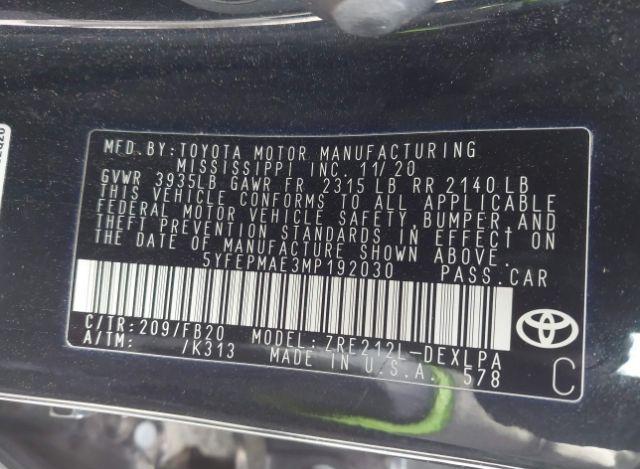 MFD.BY:TOYOTA MOTOR MANUFACTURING
MISSISSIPPI INC. 11/20
GVWR 3935LB GAWR FR 2315 LB RR 2140 LB
THIS VEHICLE CONFORMS TO ALL APPLICABLE
FEDERAL MOTOR VEHICLE SAFETY, BUMPER, AND
THEFT PREVENTION STANDARDS IN EFFECT ON
THE DATE OF MANUFACTURE SHOWN ABOVE.
5YFEPMAE3MP192030 PASS.CAR
C/TR:209/FB20 MODEL:ZRE212L-DEXLPA
A/TM: /K313 MADE IN U.S.A. 578
C